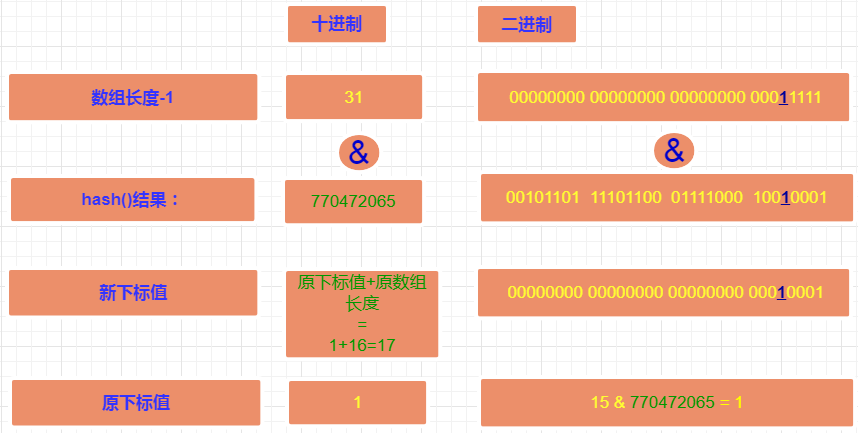 十进制 二进制
数组长度-1 31 00000000 00000000 00000000 00011111
& &
hash()结果： 770472065 00101101 11101100 01111000 10010001
新下标值 原下标值+原数组 00000000 00000000 00000000 00010001
长度
=
1+16=17
原下标值 1 15 & 770472065 = 1